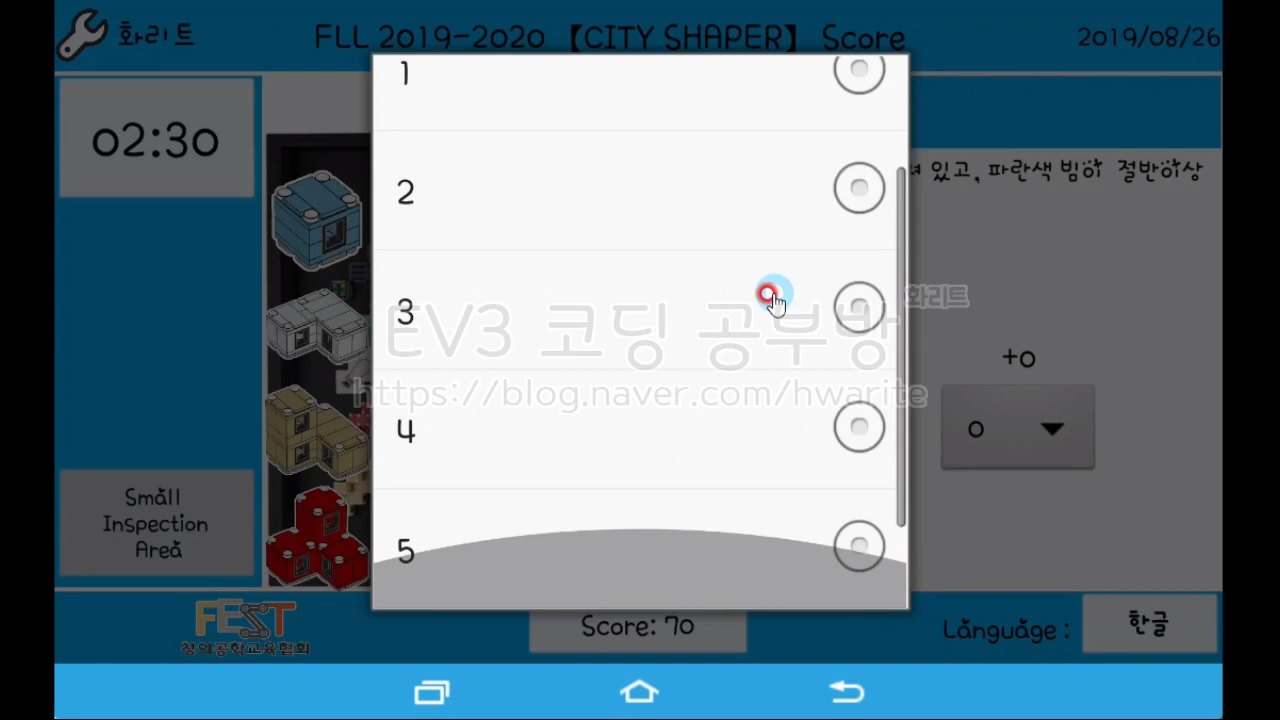 화리트
FLL 2019-2020 【CITY SHAPER】 Score
2019/08/26
02:30
1
2
3
4
5
있고, 파란색 빔이 절반이상
화리트
EV3 코딩 공부방
https://blog.naver.com/hwarite
+0
0
Small
Inspection
Area
FEST
창의공학교육협회
Score: 70
Language :
한글